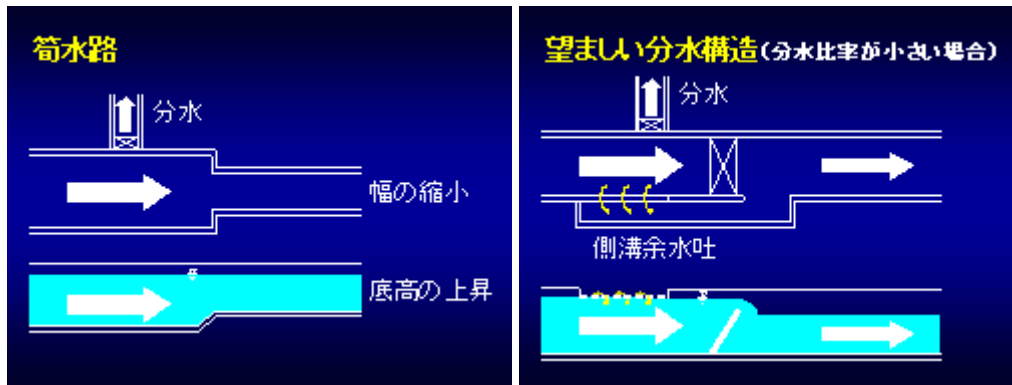 筍水路
分水
幅の縮小
底高の上昇
望ましい分水構造(分水比率が小さい場合)
分水
側溝余水吐